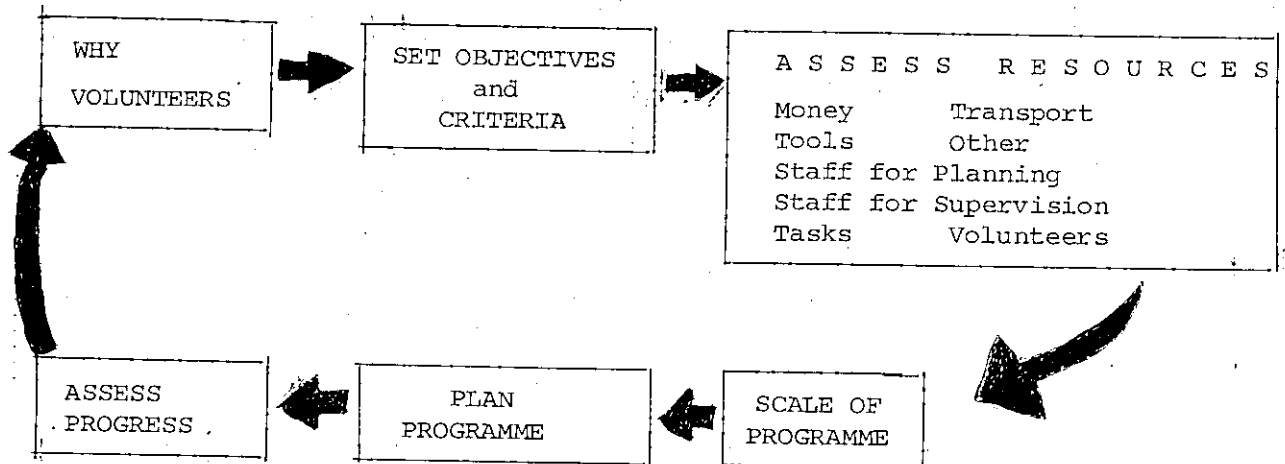 WHY
VOLUNTEERS
SET OBJECTIVES
and
CRITERIA
A S S E S S R E S O U R C E S
Money Transport
Tools Other
Staff for Planning
Staff for Supervision
Tasks Volunteers
SCALE OF
PROGRAMME
PLAN
PROGRAMME
ASSESS
PROGRESS